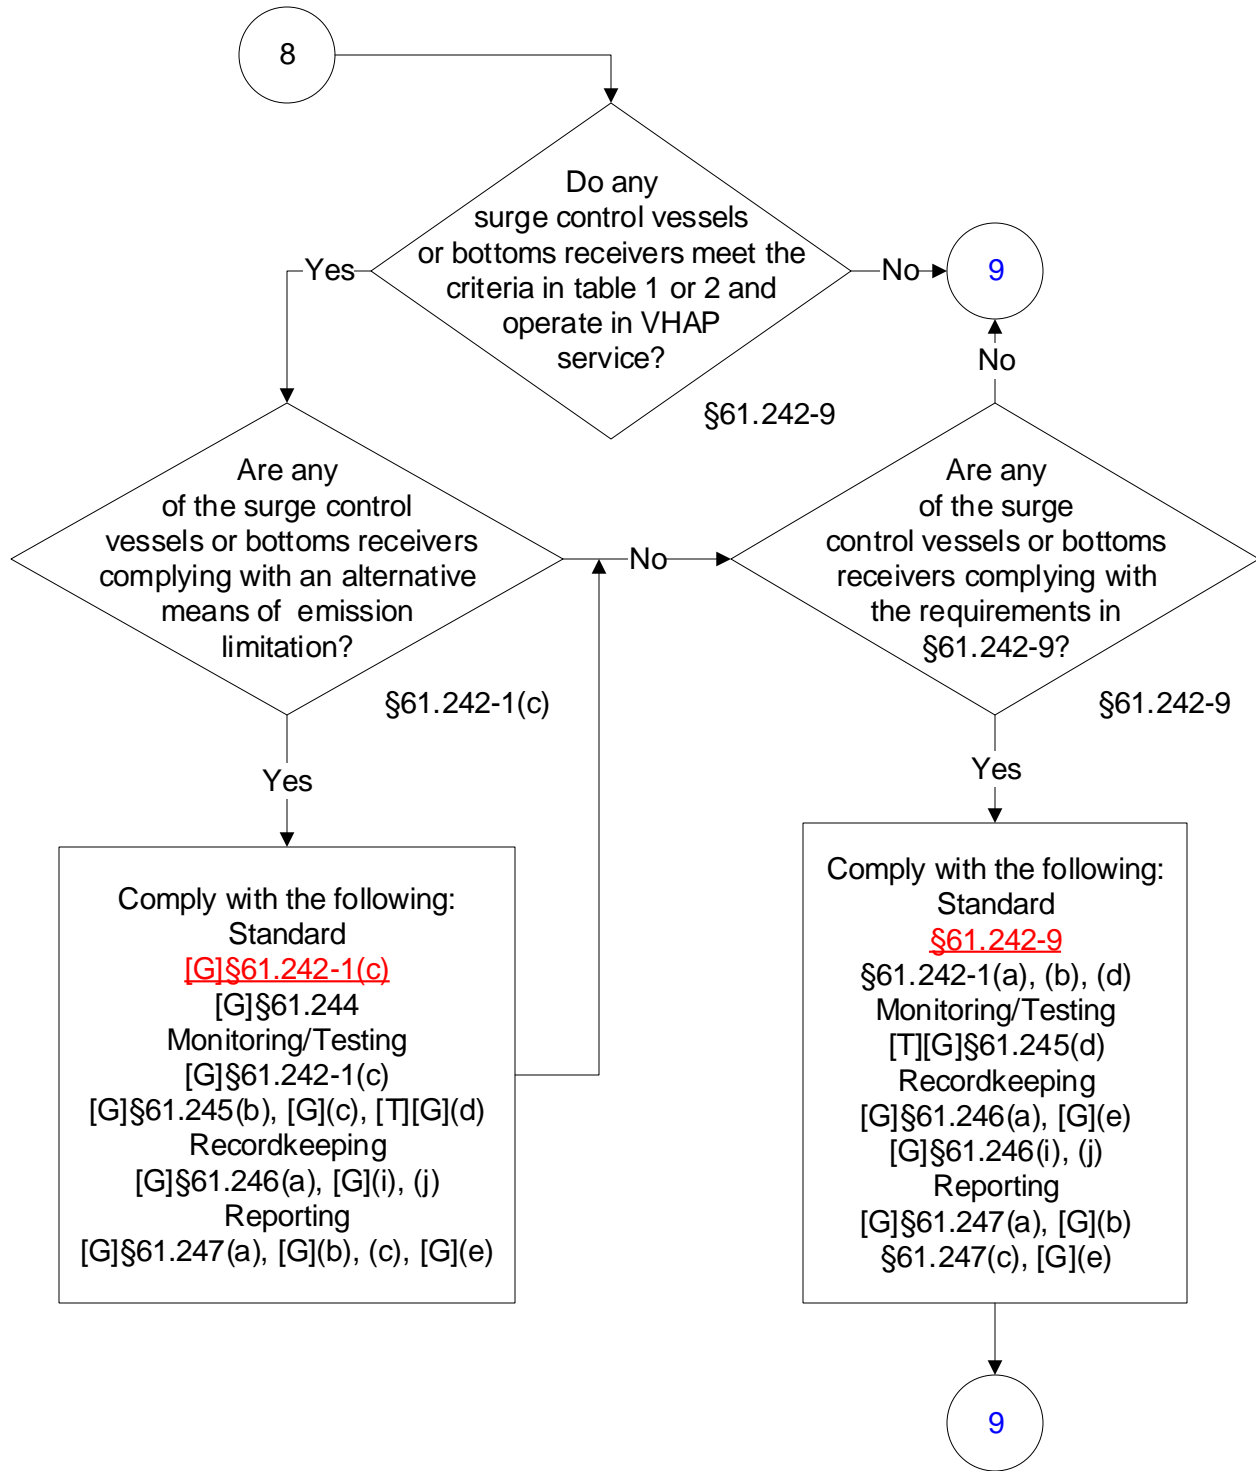 8
Do any
surge control vessels
or bottoms receivers meet the
criteria in table 1 or 2 and
operate in VHAP
service?
§61.242-9
Yes
No
9
Are any
of the surge control
vessels or bottoms receivers
complying with an alternative
means of emission
limitation?
§61.242-1(c)
No
Yes
Are any
of the surge
control vessels or bottoms
receivers complying with
the requirements in
§61.242-9?
§61.242-9
No
Yes
Comply with the following:
Standard
[G]§61.242-1(c)
[G]§61.244
Monitoring/Testing
[G]§61.242-1(c)
[G]§61.245(b), [G](c), [T][G](d)
Recordkeeping
[G]§61.246(a), [G](i), (j)
Reporting
[G]§61.247(a), [G](b), (c), [G](e)
Comply with the following:
Standard
§61.242-9
§61.242-1(a), (b), (d)
Monitoring/Testing
[T][G]§61.245(d)
Recordkeeping
[G]§61.246(a), [G](e)
[G]§61.246(i), (j)
Reporting
[G]§61.247(a), [G](b)
§61.247(c), [G](e)
9